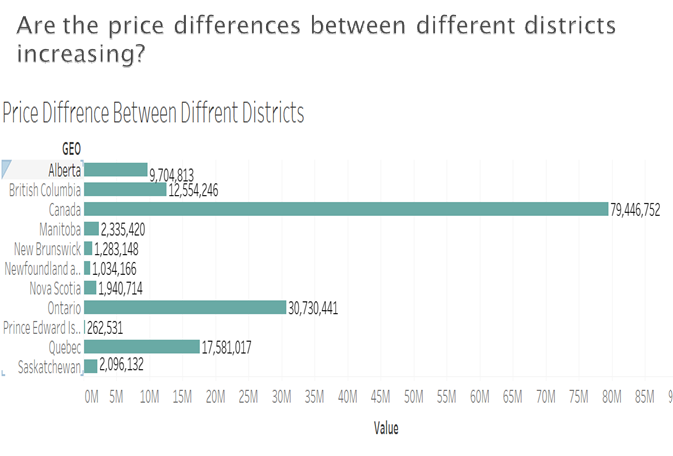 Are the price differences between different districts
increasing?
Price Diffrence Between Diffrent Districts
GEO
Alberta 9,704,813
British Columbia 12,554,246
Canada 79,446,752
Manitoba 2,335,420
New Brunswick 1,283,148
Newfoundland a.. 1,034,166
Nova Scotia 1,940,714
Ontario 30,730,441
Prince Edward Is.. 262,531
Quebec 17,581,017
Saskatchewan 2,096,132
0M 5M 10M 15M 20M 25M 30M 35M 40M 45M 50M 55M 60M 65M 70M 75M 80M 85M 9
Value